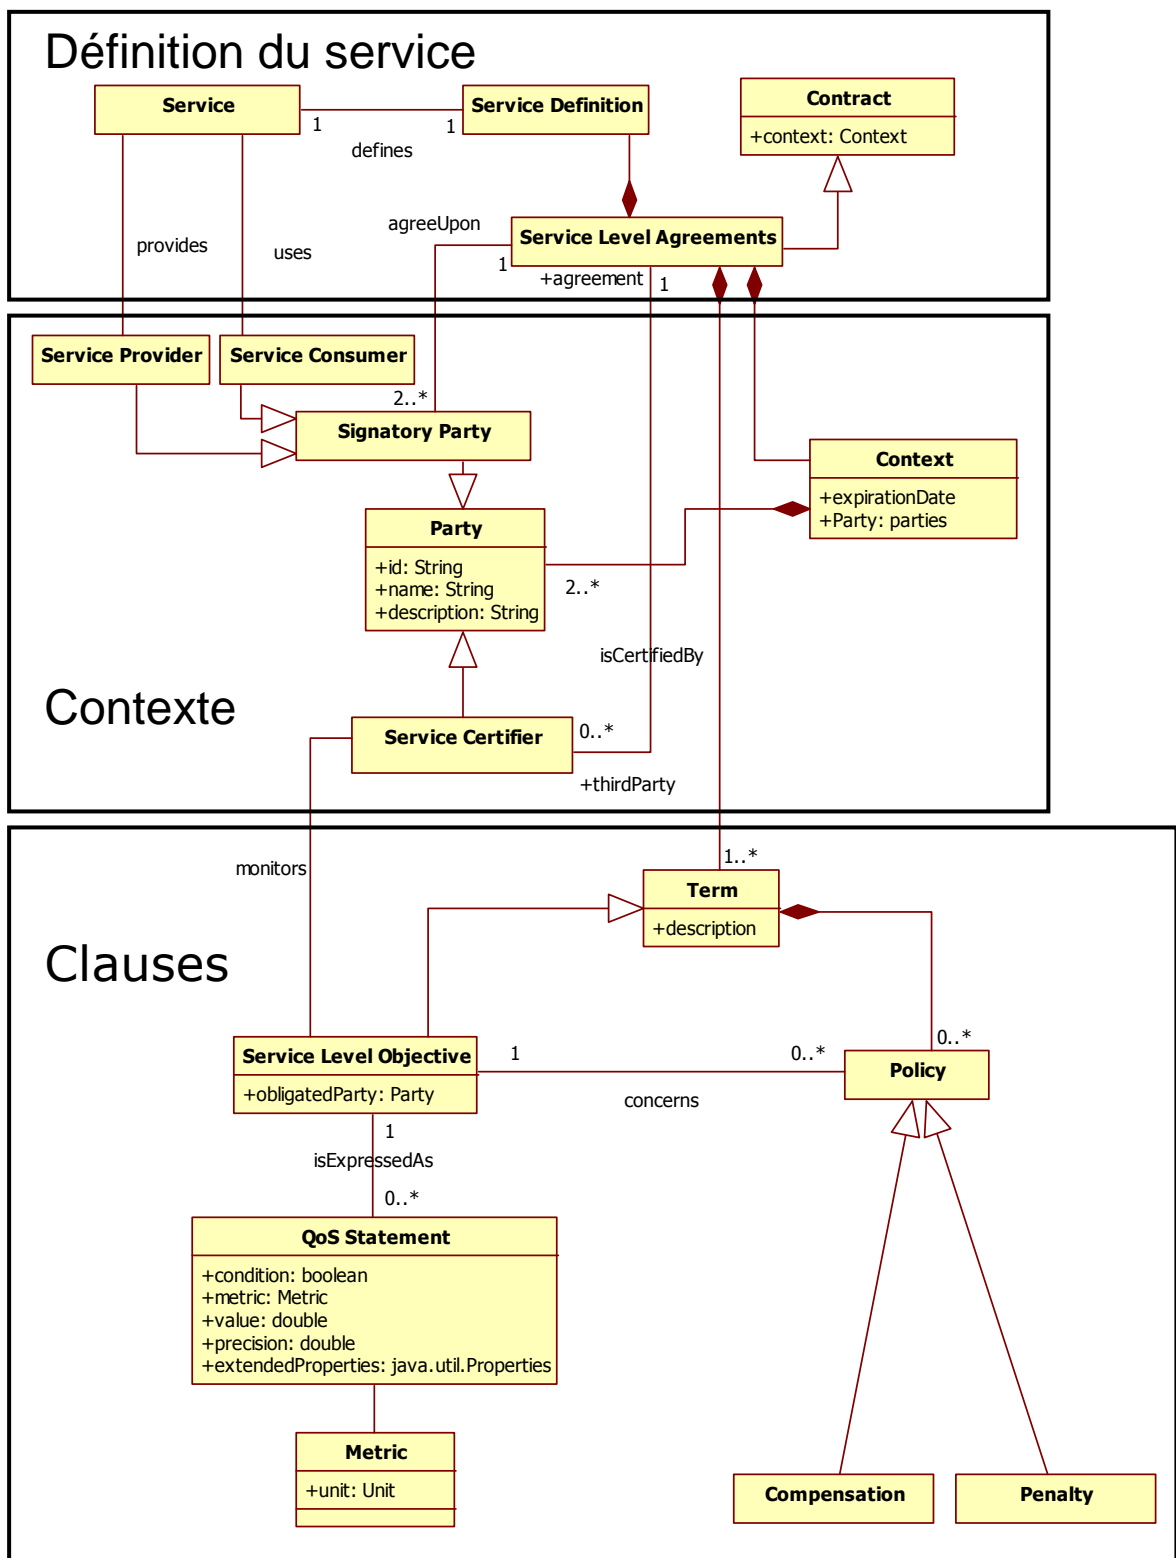 Définition du service
Service
Service Definition
Contract
+context: Context
1
1
defines
agreeUpon
Service Level Agreements
provides
uses
1
+agreement
1
Service Provider
Service Consumer
2..*
Signatory Party
Context
+expirationDate
+Party: parties
Party
+id: String
+name: String
+description: String
2..*
isCertifiedBy
Contexte
Service Certifier
0..*
+thirdParty
monitors
1..*
Term
+description
Clauses
Service Level Objective
+obligatedParty: Party
1
0..*
0..*
Policy
concerns
1
isExpressedAs
0..*
QoS Statement
+condition: boolean
+metric: Metric
+value: double
+precision: double
+extendedProperties: java.util.Properties
Metric
+unit: Unit
Compensation
Penalty